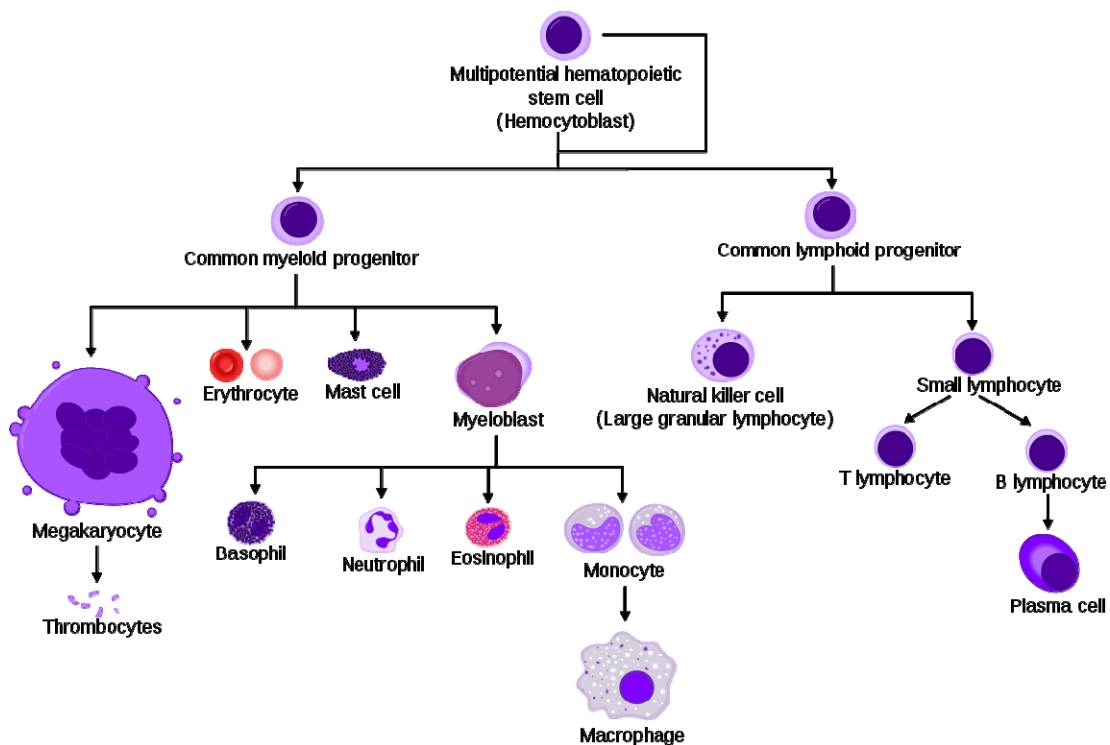 Multipotential hematopoietic
stem cell
(Hemocytoblast)
Common myeloid progenitor
Common lymphoid progenitor
Erythrocyte
Mast cell
Myeloblast
Natural killer cell
(Large granular lymphocyte)
Small lymphocyte
T lymphocyte
B lymphocyte
Megakaryocyte
Basophil
Neutrophil
Eosinophil
Monocyte
Plasma cell
Thrombocytes
Macrophage